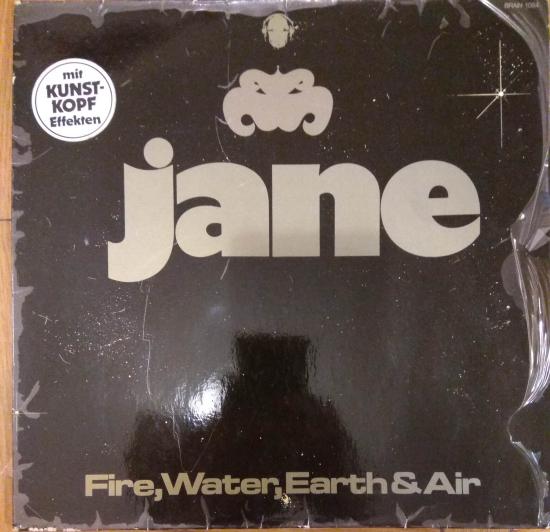 BRAIN 1084
mit
KUNST-
KOPF
Effekten
jane
Fire,Water,Earth & Air